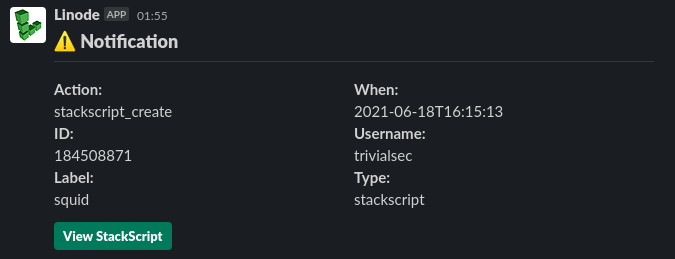 Linode APP 01:55
⚠️ Notification
Action: When:
stackscript_create 2021-06-18T16:15:13
ID: Username:
184508871 trivialsec
Label: Type:
squid stackscript
View StackScript